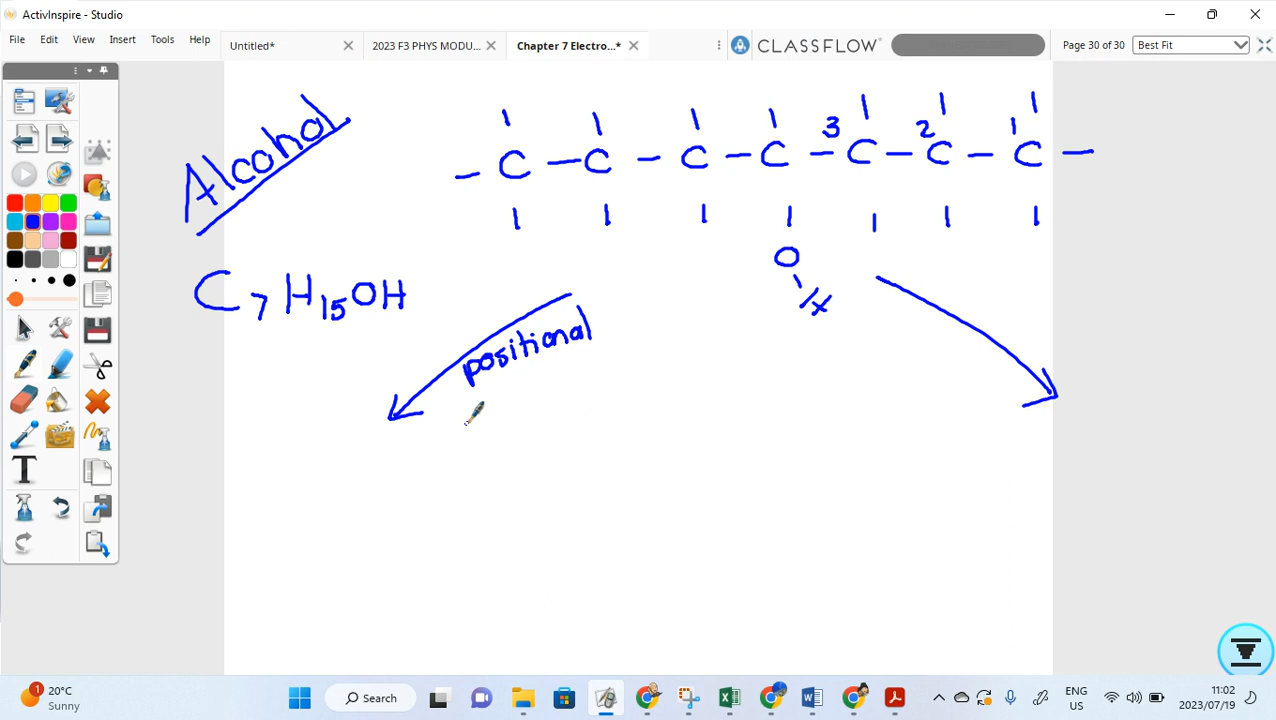 ActivInspire - Studio
File Edit View Insert Tools Help
Untitled* 2023 F3 PHYS MODU... Chapter 7 Electro...* CLASSFLOW Page 30 of 30 Best Fit
Alcohol
3 2 1
– C – C – C – C – C – C – C –
O
H
C7H15OH
positional
T
1 20°C
Sunny
Search
ENG
US
11:02
2023/07/19